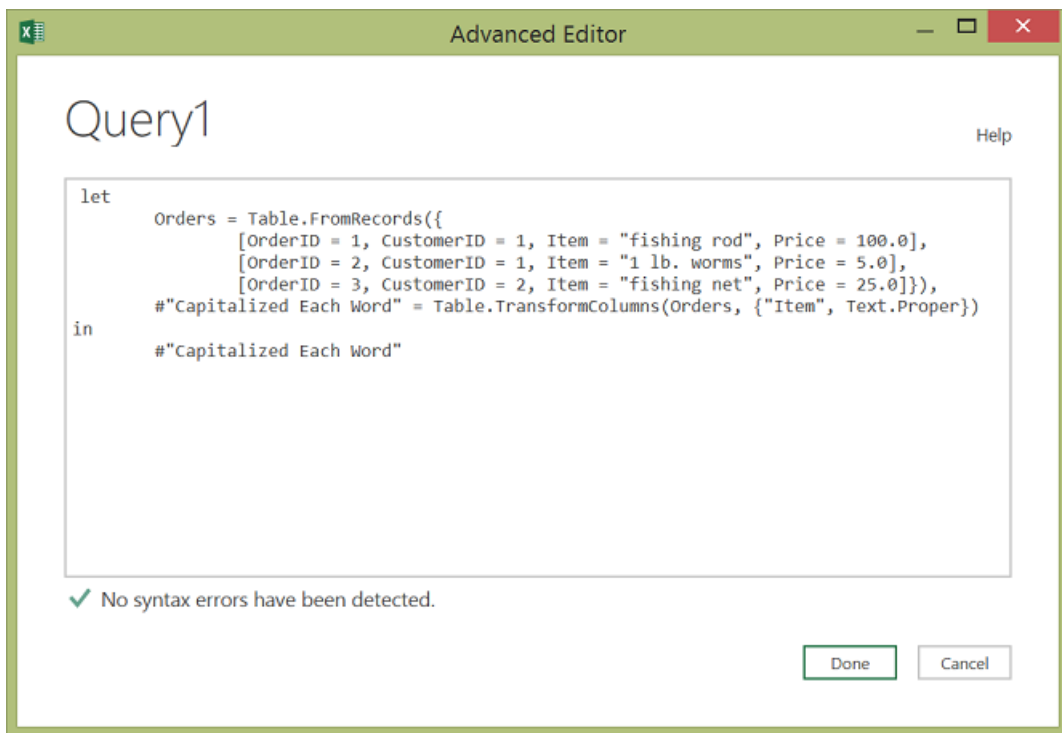 Advanced Editor
Query1
Help
let
Orders = Table.FromRecords({
[OrderID = 1, CustomerID = 1, Item = "fishing rod", Price = 100.0],
[OrderID = 2, CustomerID = 1, Item = "1 lb. worms", Price = 5.0],
[OrderID = 3, CustomerID = 2, Item = "fishing net", Price = 25.0]}),
#"Capitalized Each Word" = Table.TransformColumns(Orders, {"Item", Text.Proper})
in
#"Capitalized Each Word"
No syntax errors have been detected.
Done Cancel